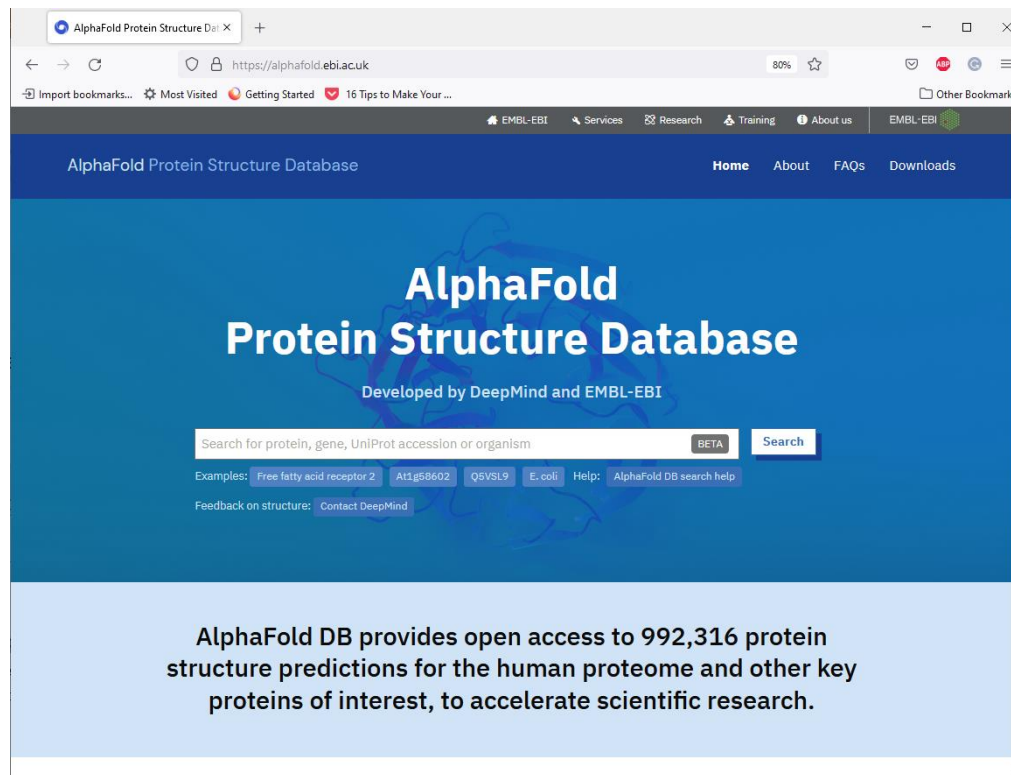 AlphaFold Protein Structure Dat
https://alphafold.ebi.ac.uk
80%
ABP
Import bookmarks...
Most Visited
Getting Started
16 Tips to Make Your ...
Other Bookmark
EMBL-EBI
Services
Research
Training
About us
EMBL-EBI
AlphaFold Protein Structure Database
Home
About
FAQs
Downloads
AlphaFold
Protein Structure Database
Developed by DeepMind and EMBL-EBI
Search for protein, gene, UniProt accession or organism
BETA
Search
Examples: Free fatty acid receptor 2 At1g58602 Q5VSL9 E. coli Help: AlphaFold DB search help
Feedback on structure: Contact DeepMind
AlphaFold DB provides open access to 992,316 protein
structure predictions for the human proteome and other key
proteins of interest, to accelerate scientific research.